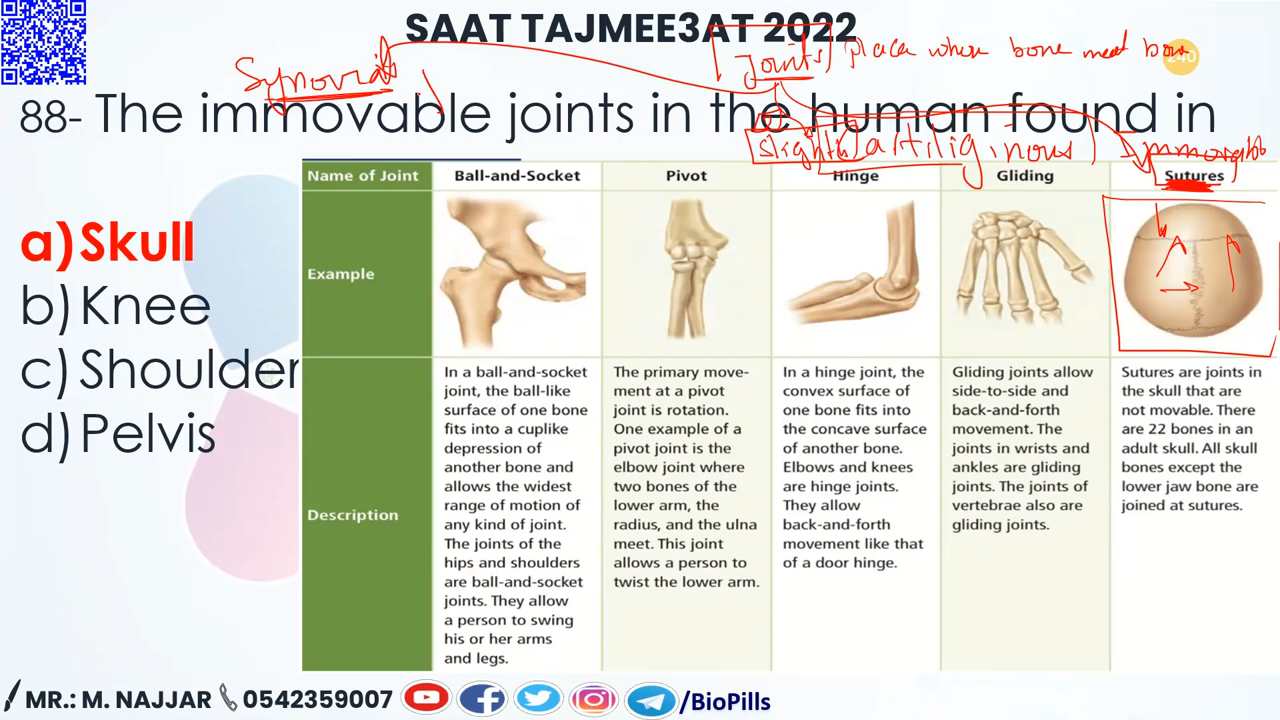 SAAT TAJMEE3AT 2022
Joints place where bone meet bone
240
Synovial
88- The immovable joints in the human found in
slightly
a) Skull
b) Knee
c) Shoulder
d) Pelvis
Name of Joint Ball-and-Socket Pivot Hinge Gliding Sutures
Example
Description
In a ball-and-socket
joint, the ball-like
surface of one bone
fits into a cuplike
depression of
another bone and
allows the widest
range of motion of
any kind of joint.
The joints of the
hips and shoulders
are ball-and-socket
joints. They allow
a person to swing
his or her arms
and legs.
The primary move-
ment at a pivot
joint is rotation.
One example of a
pivot joint is the
elbow joint where
two bones of the
lower arm, the
radius, and the ulna
meet. This joint
allows a person to
twist the lower arm.
In a hinge joint, the
convex surface of
one bone fits into
the concave surface
of another bone.
Elbows and knees
are hinge joints.
They allow
back-and-forth
movement like that
of a door hinge.
Gliding joints allow
side-to-side and
back-and-forth
movement. The
joints in wrists and
ankles are gliding
joints. The joints of
vertebrae also are
gliding joints.
Sutures are joints in
the skull that are
not movable. There
are 22 bones in an
adult skull. All skull
bones except the
lower jaw bone are
joined at sutures.
MR.: M. NAJJAR 0542359007 /BioPills